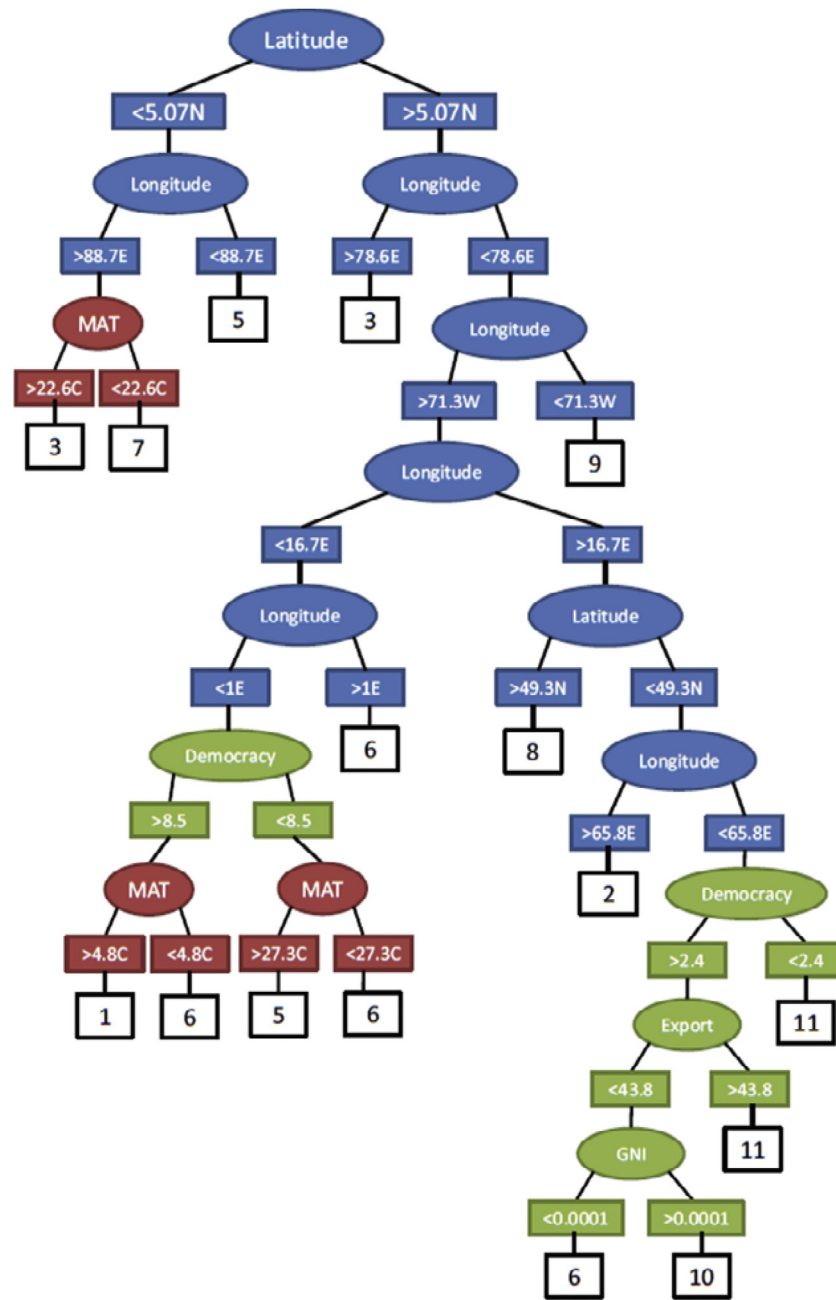 Latitude
<5.07N >5.07N
Longitude Longitude
>88.7E <88.7E >78.6E <78.6E
MAT 5 3 Longitude
>22.6C <22.6C >71.3W <71.3W
3 7 Longitude 9
<16.7E >16.7E
Longitude Latitude
<1E >1E >49.3N <49.3N
Democracy 6 8 Longitude
>8.5 <8.5 >65.8E <65.8E
MAT MAT 2 Democracy
>4.8C <4.8C >27.3C <27.3C >2.4 <2.4
1 6 5 6 Export 11
<43.8 >43.8
GNI 11
<0.0001 >0.0001
6 10